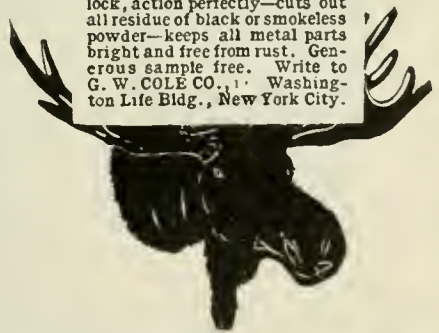 lock, action perfectly—cuts out
all residue of black or smokeless
powder—keeps all metal parts
bright and free from rust. Gen-
erous sample free. Write to
G. W. COLE CO., Washing-
ton Life Bldg., New York City.